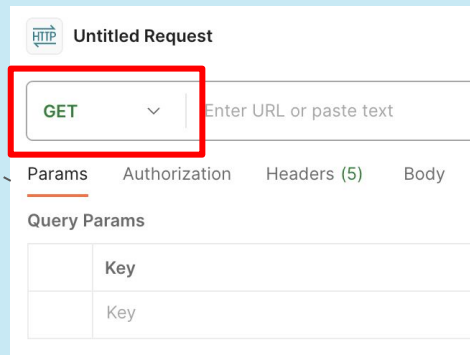 HTTP Untitled Request
GET Enter URL or paste text
Params Authorization Headers (5) Body
Query Params
Key
Key